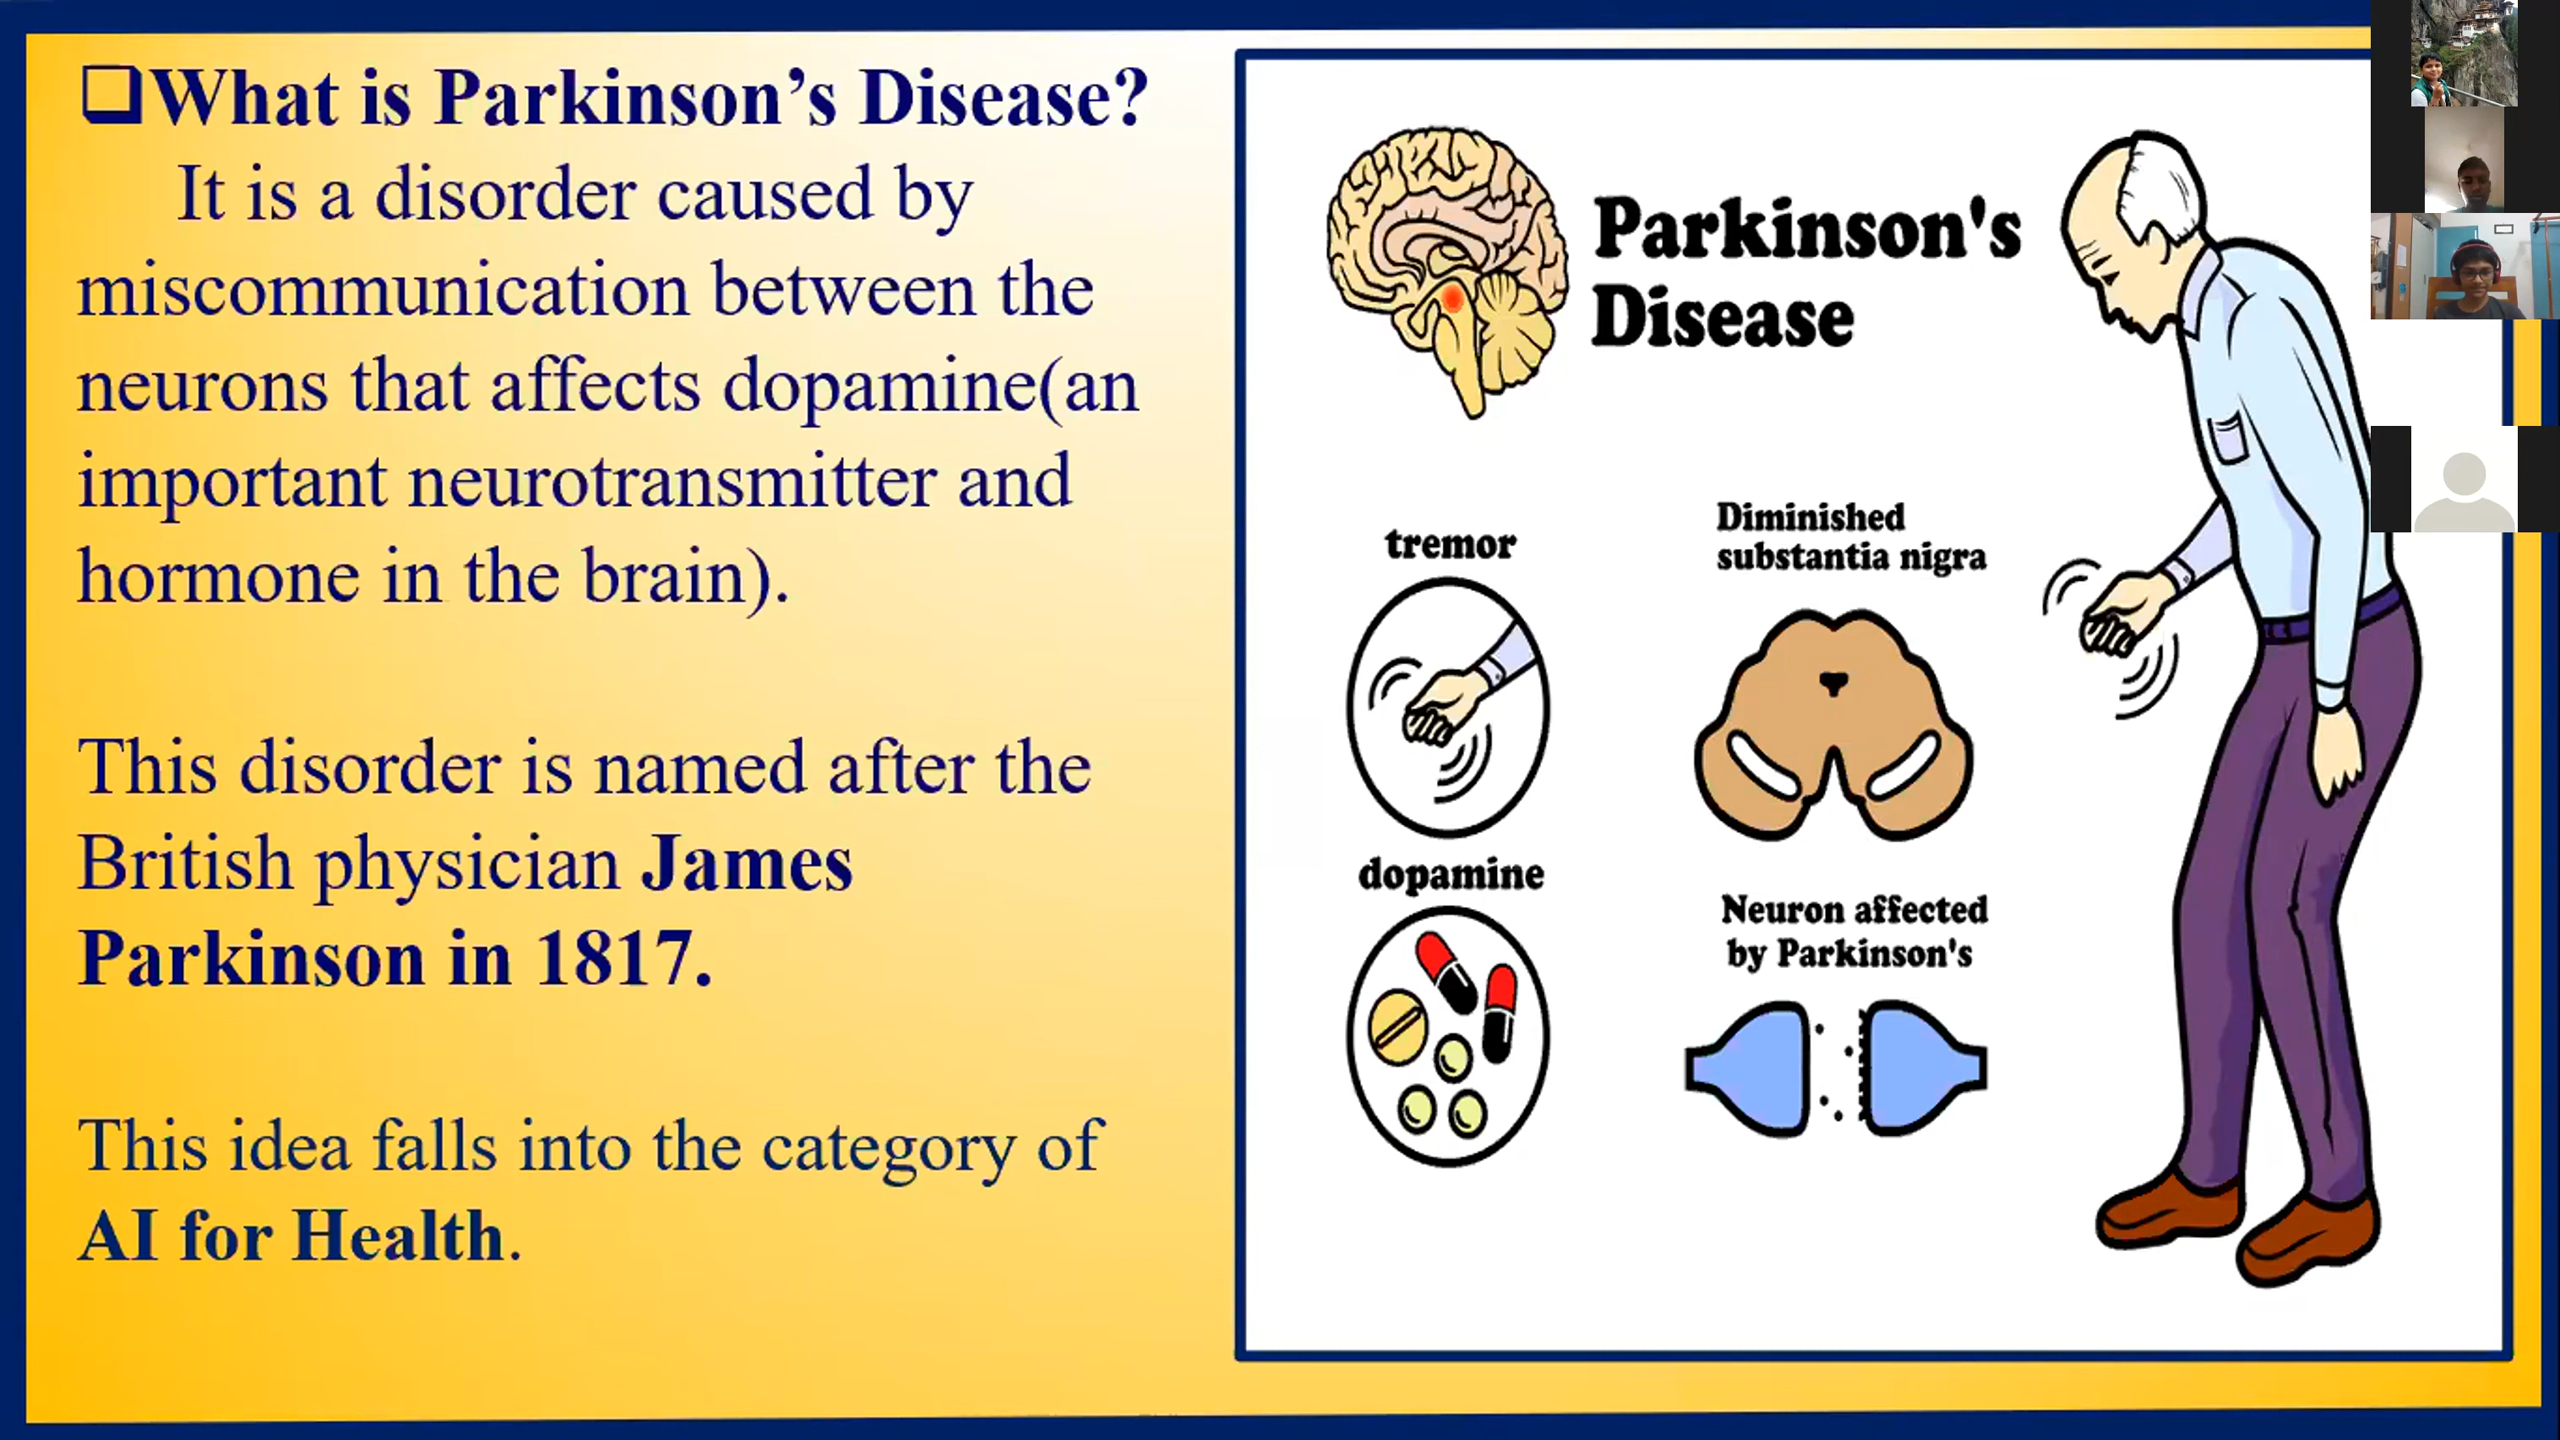 ❑What is Parkinson’s Disease?
It is a disorder caused by
miscommunication between the
neurons that affects dopamine(an
important neurotransmitter and
hormone in the brain).
This disorder is named after the
British physician James
Parkinson in 1817.
This idea falls into the category of
AI for Health.
Parkinson's
Disease
tremor
Diminished
substantia nigra
dopamine
Neuron affected
by Parkinson's